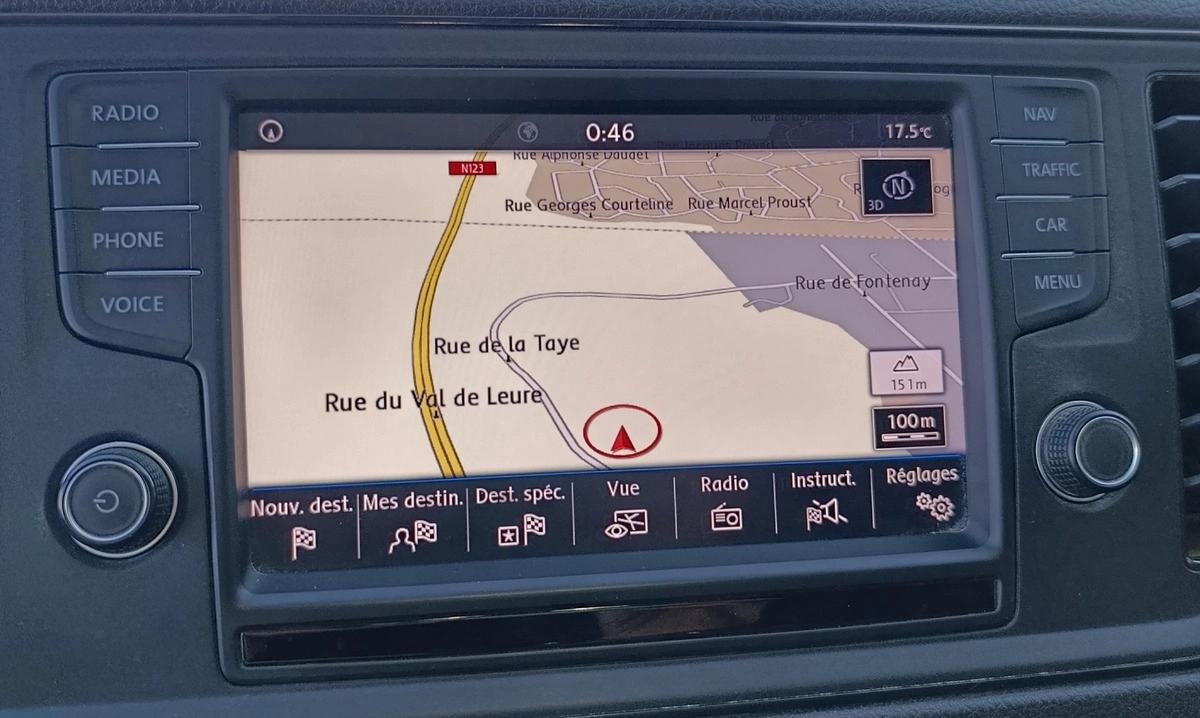 RADIO
MEDIA
PHONE
VOICE
0:46
17.5°C
N123
Rue Alphonse Daudet
Rue Georges Courteline
Rue Marcel Proust
N
3D
Rue de Fontenay
Rue de la Taye
Rue du Val de Leure
151m
100m
Nouv. dest.
Mes destin.
Dest. spéc.
Vue
Radio
Instruct.
Réglages
NAV
TRAFFIC
CAR
MENU